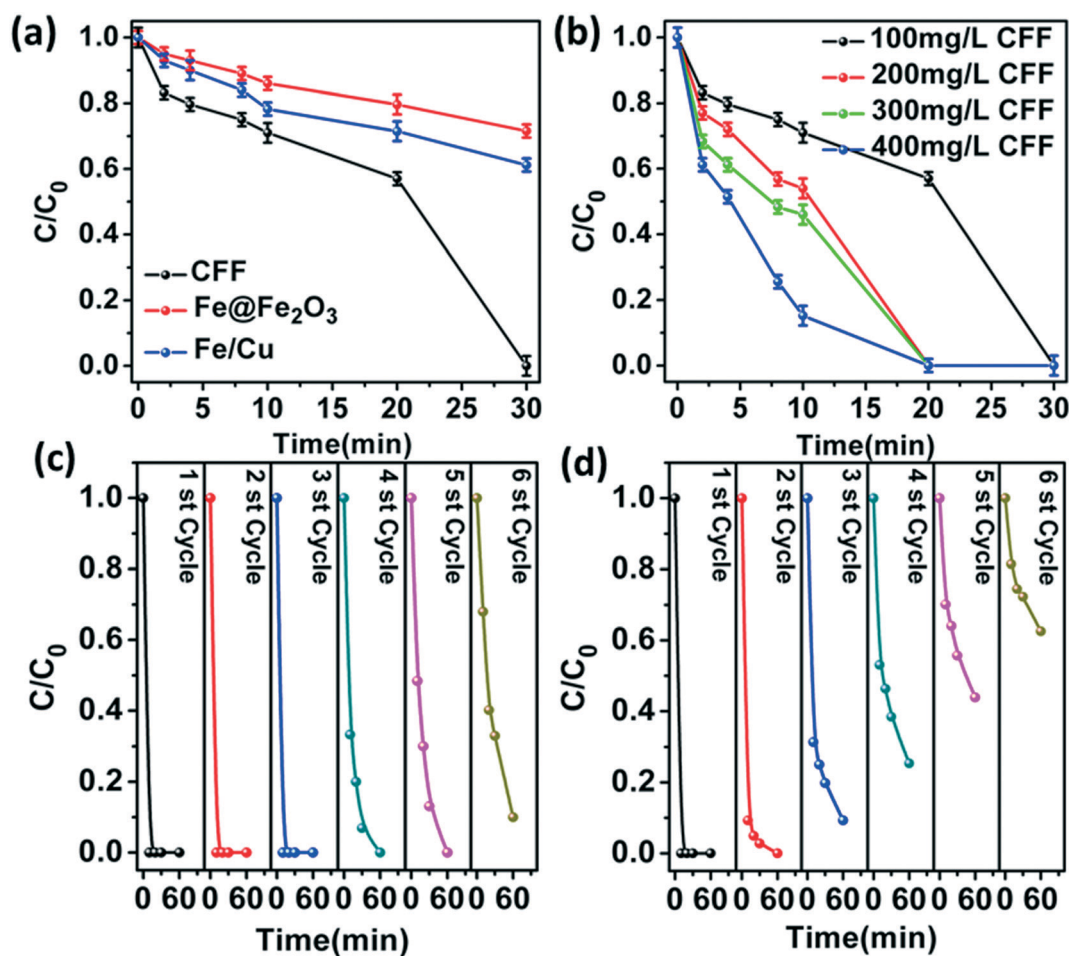 (a)
C/C0
1.0
0.8
0.6
0.4
0.2
0.0
CFF
Fe@Fe2O3
Fe/Cu
0 5 10 15 20 25 30
Time(min)
(b)
C/C0
1.0
0.8
0.6
0.4
0.2
0.0
100mg/L CFF
200mg/L CFF
300mg/L CFF
400mg/L CFF
0 5 10 15 20 25 30
Time(min)
(c)
C/C0
1.0
0.8
0.6
0.4
0.2
0.0
1 st Cycle
2 st Cycle
3 st Cycle
4 st Cycle
5 st Cycle
6 st Cycle
0 60 0 60 0 60 0 60 0 60 0 60
Time(min)
(d)
C/C0
1.0
0.8
0.6
0.4
0.2
0.0
1 st Cycle
2 st Cycle
3 st Cycle
4 st Cycle
5 st Cycle
6 st Cycle
0 60 0 60 0 60 0 60 0 60 0 60
Time(min)